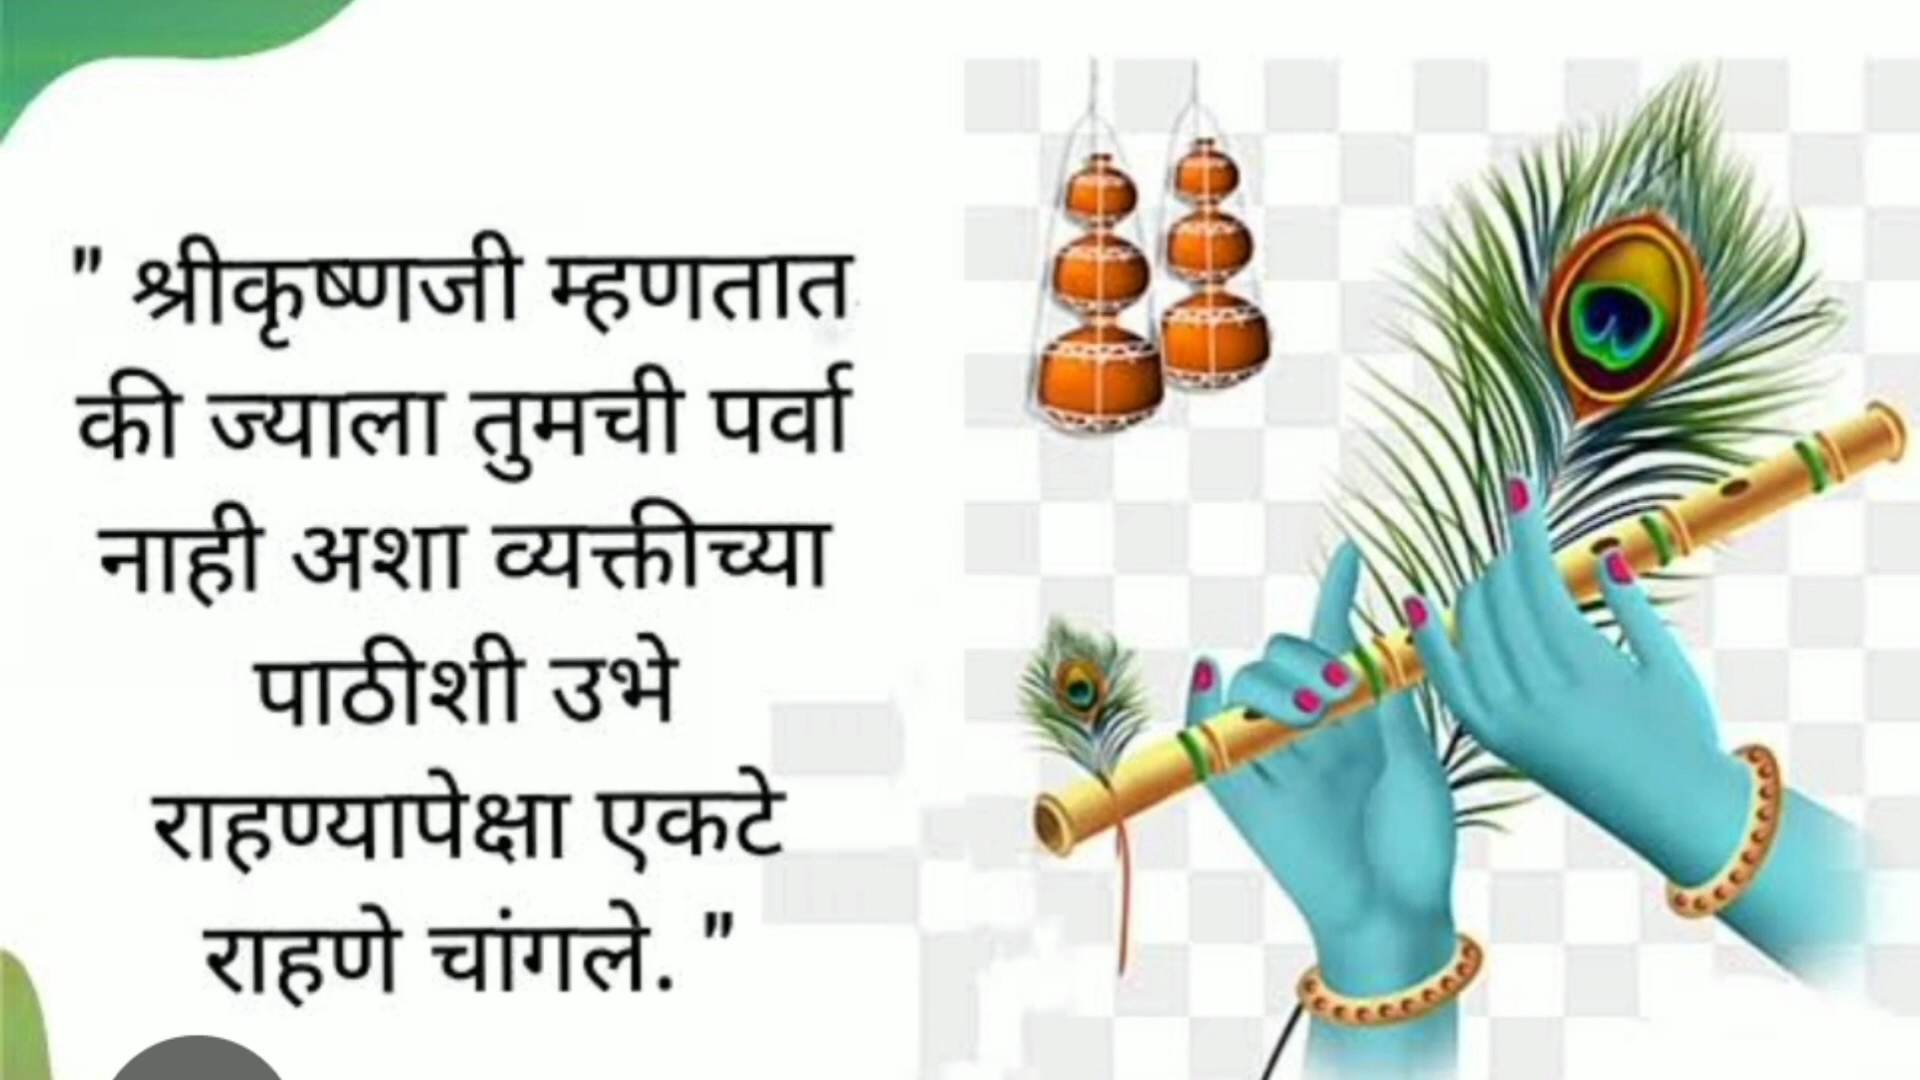 " श्रीकृष्णजी म्हणतात
की ज्याला तुमची पर्वा
नाही अशा व्यक्तीच्या
पाठीशी उभे
राहण्यापेक्षा एकटे
राहणे चांगले. "